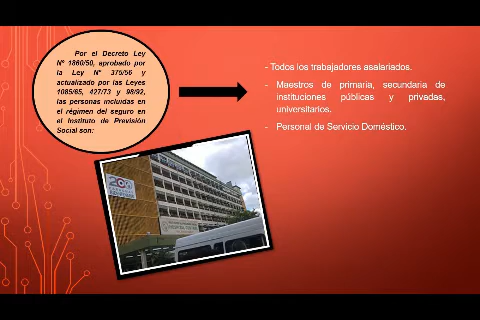 Por el Decreto Ley
N° 1860/50, aprobado por
la Ley N° 375/56 y
actualizado por las Leyes
1085/65, 427/73 y 98/92,
las personas incluidas en
el régimen del seguro en
el Instituto de Previsión
Social son:
- Todos los trabajadores asalariados.
- Maestros de primaria, secundaria de
instituciones públicas y privadas,
universitarios.
- Personal de Servicio Doméstico.